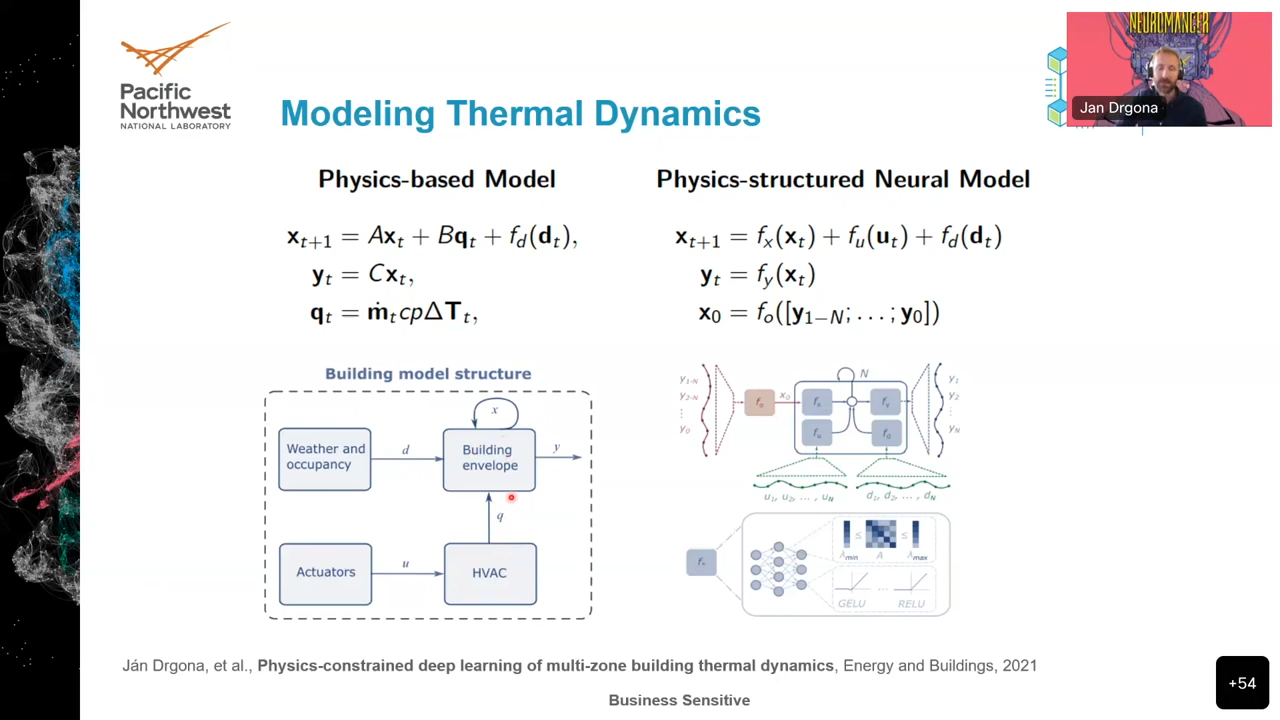 Pacific
Northwest
NATIONAL LABORATORY
Modeling Thermal Dynamics
NEUROMANCER
Jan Drgona
Physics-based Model
x_{t+1} = Ax_t + Bq_t + f_d(d_t),
y_t = Cx_t,
q_t = ṁ_t cpΔT_t,
Physics-structured Neural Model
x_{t+1} = f_x(x_t) + f_u(u_t) + f_d(d_t)
y_t = f_y(x_t)
x_0 = f_o([y_{1−N}; . . . ; y_0])
Building model structure
x
Weather and
occupancy
d
Building
envelope
y
q
Actuators
u
HVAC
N
y_{1-N}
y_{2-N}
⋮
y_0
f_o
x_0
f_x
f_y
f_u
f_d
y_1
y_2
⋮
y_N
u_1, u_2, ... , u_N
d_1, d_2, ... , d_N
≤
≤
λ_min
A
λ_max
GELU
...
RELU
Ján Drgona, et al., Physics-constrained deep learning of multi-zone building thermal dynamics, Energy and Buildings, 2021
Business Sensitive
+54